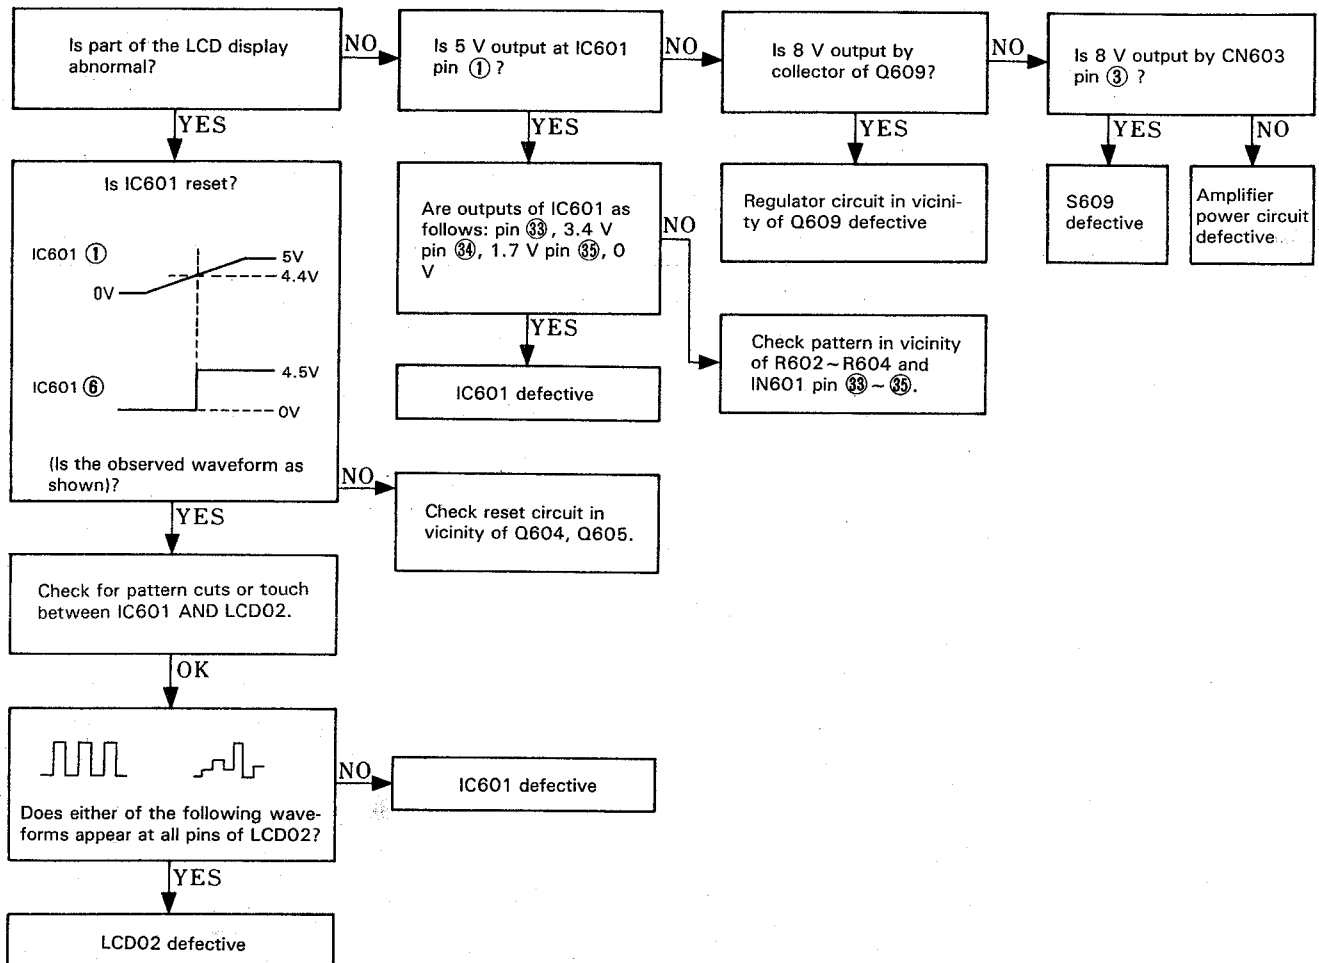 Is part of the LCD display
abnormal?
NO
Is 5 V output at IC601
pin ① ?
NO
Is 8 V output by
collector of Q609?
NO
Is 8 V output by CN603
pin ③ ?
YES
YES
YES
YES
NO
Is IC601 reset?
IC601 ①
5V
4.4V
0V
IC601 ⑥
4.5V
0V
(Is the observed waveform as
shown)?
Are outputs of IC601 as
follows: pin ㉝, 3.4 V
pin ㉞, 1.7 V pin ㉟, 0
V
NO
Regulator circuit in vicini-
ty of Q609 defective
S609
defective
Amplifier
power circuit
defective
YES
IC601 defective
Check pattern in vicinity
of R602~R604 and
IN601 pin ㉝~㉟.
NO
Check reset circuit in
vicinity of Q604, Q605.
YES
Check for pattern cuts or touch
between IC601 AND LCD02.
OK
Does either of the following wave-
forms appear at all pins of LCD02?
NO
IC601 defective
YES
LCD02 defective